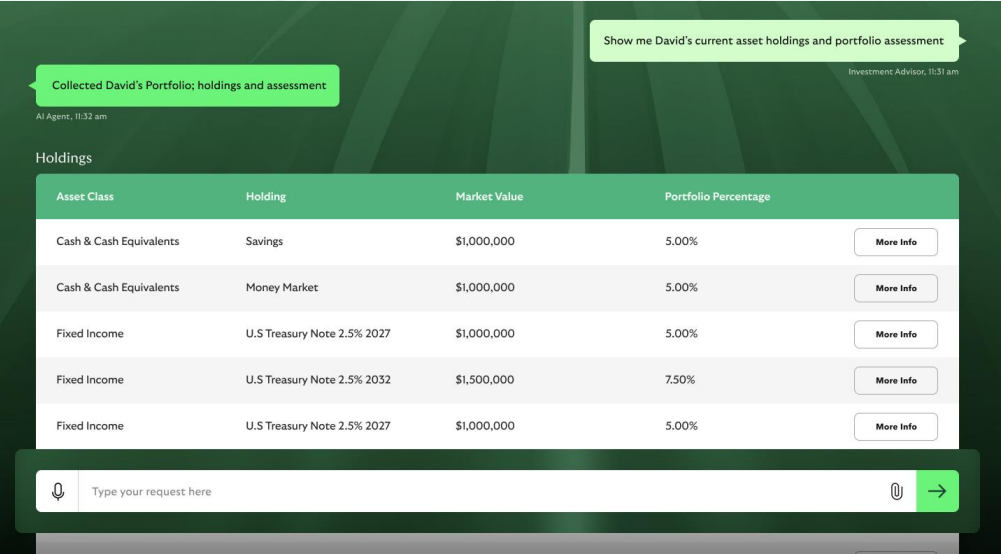 Show me David's current asset holdings and portfolio assessment
Investment Advisor, 11:31 am
Collected David's Portfolio; holdings and assessment
AI Agent, 11:32 am
Holdings
Asset Class Holding Market Value Portfolio Percentage
Cash & Cash Equivalents Savings $1,000,000 5.00% More Info
Cash & Cash Equivalents Money Market $1,000,000 5.00% More Info
Fixed Income U.S Treasury Note 2.5% 2027 $1,000,000 5.00% More Info
Fixed Income U.S Treasury Note 2.5% 2032 $1,500,000 7.50% More Info
Fixed Income U.S Treasury Note 2.5% 2027 $1,000,000 5.00% More Info
Type your request here